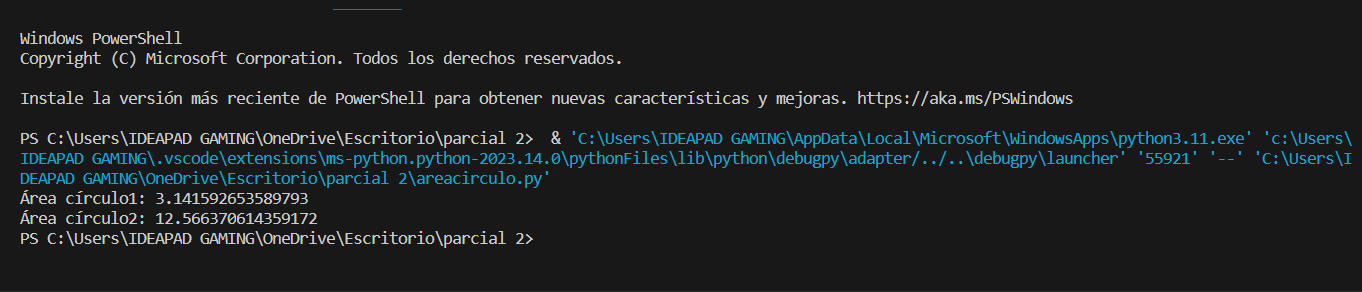 Windows PowerShell
Copyright (C) Microsoft Corporation. Todos los derechos reservados.
Instale la versión más reciente de PowerShell para obtener nuevas características y mejoras. https://aka.ms/PSWindows
PS C:\Users\IDEAPAD GAMING\OneDrive\Escritorio\parcial 2>  & 'C:\Users\IDEAPAD GAMING\AppData\Local\Microsoft\WindowsApps\python3.11.exe' 'c:\Users\
IDEAPAD GAMING\.vscode\extensions\ms-python.python-2023.14.0\pythonFiles\lib\python\debugpy\adapter/../..\debugpy\launcher' '55921' '--' 'C:\Users\I
DEAPAD GAMING\OneDrive\Escritorio\parcial 2\areacirculo.py'
Área círculo1: 3.141592653589793
Área círculo2: 12.566370614359172
PS C:\Users\IDEAPAD GAMING\OneDrive\Escritorio\parcial 2>